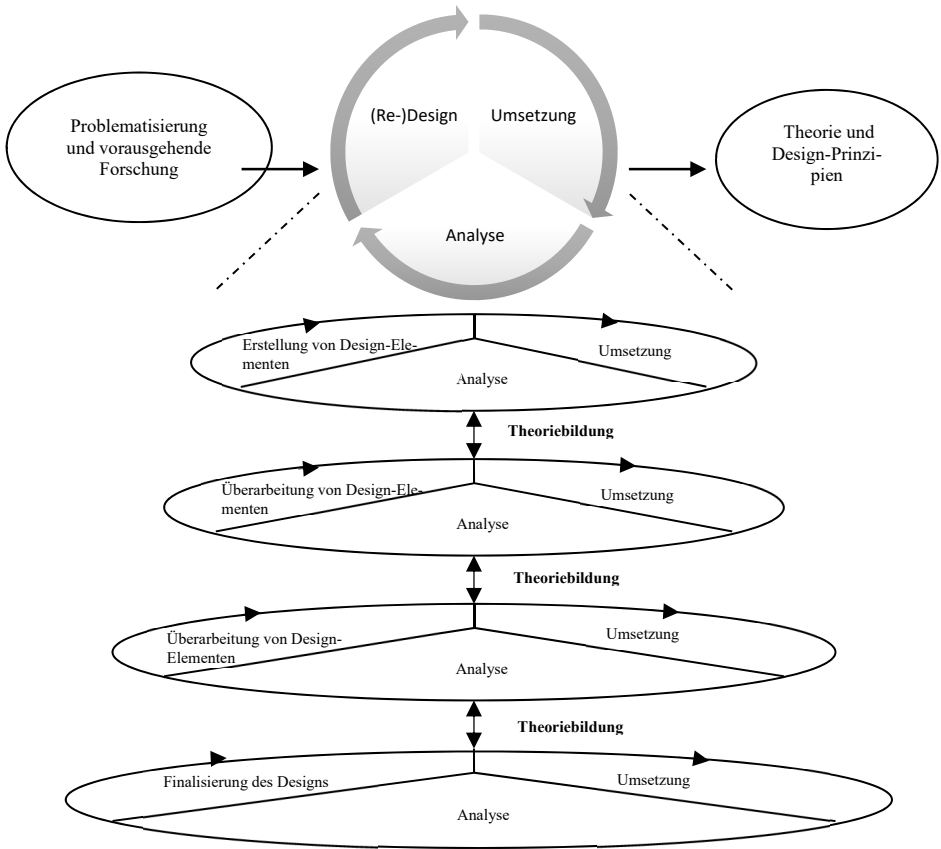 Problematisierung
und vorausgehende
Forschung
(Re-)Design
Umsetzung
Analyse
Theorie und
Design-Prinzi-
pien
Erstellung von Design-Ele-
menten
Umsetzung
Analyse
Theoriebildung
Überarbeitung von Design-Ele-
menten
Umsetzung
Analyse
Theoriebildung
Überarbeitung von Design-
Elementen
Umsetzung
Analyse
Theoriebildung
Finalisierung des Designs
Umsetzung
Analyse